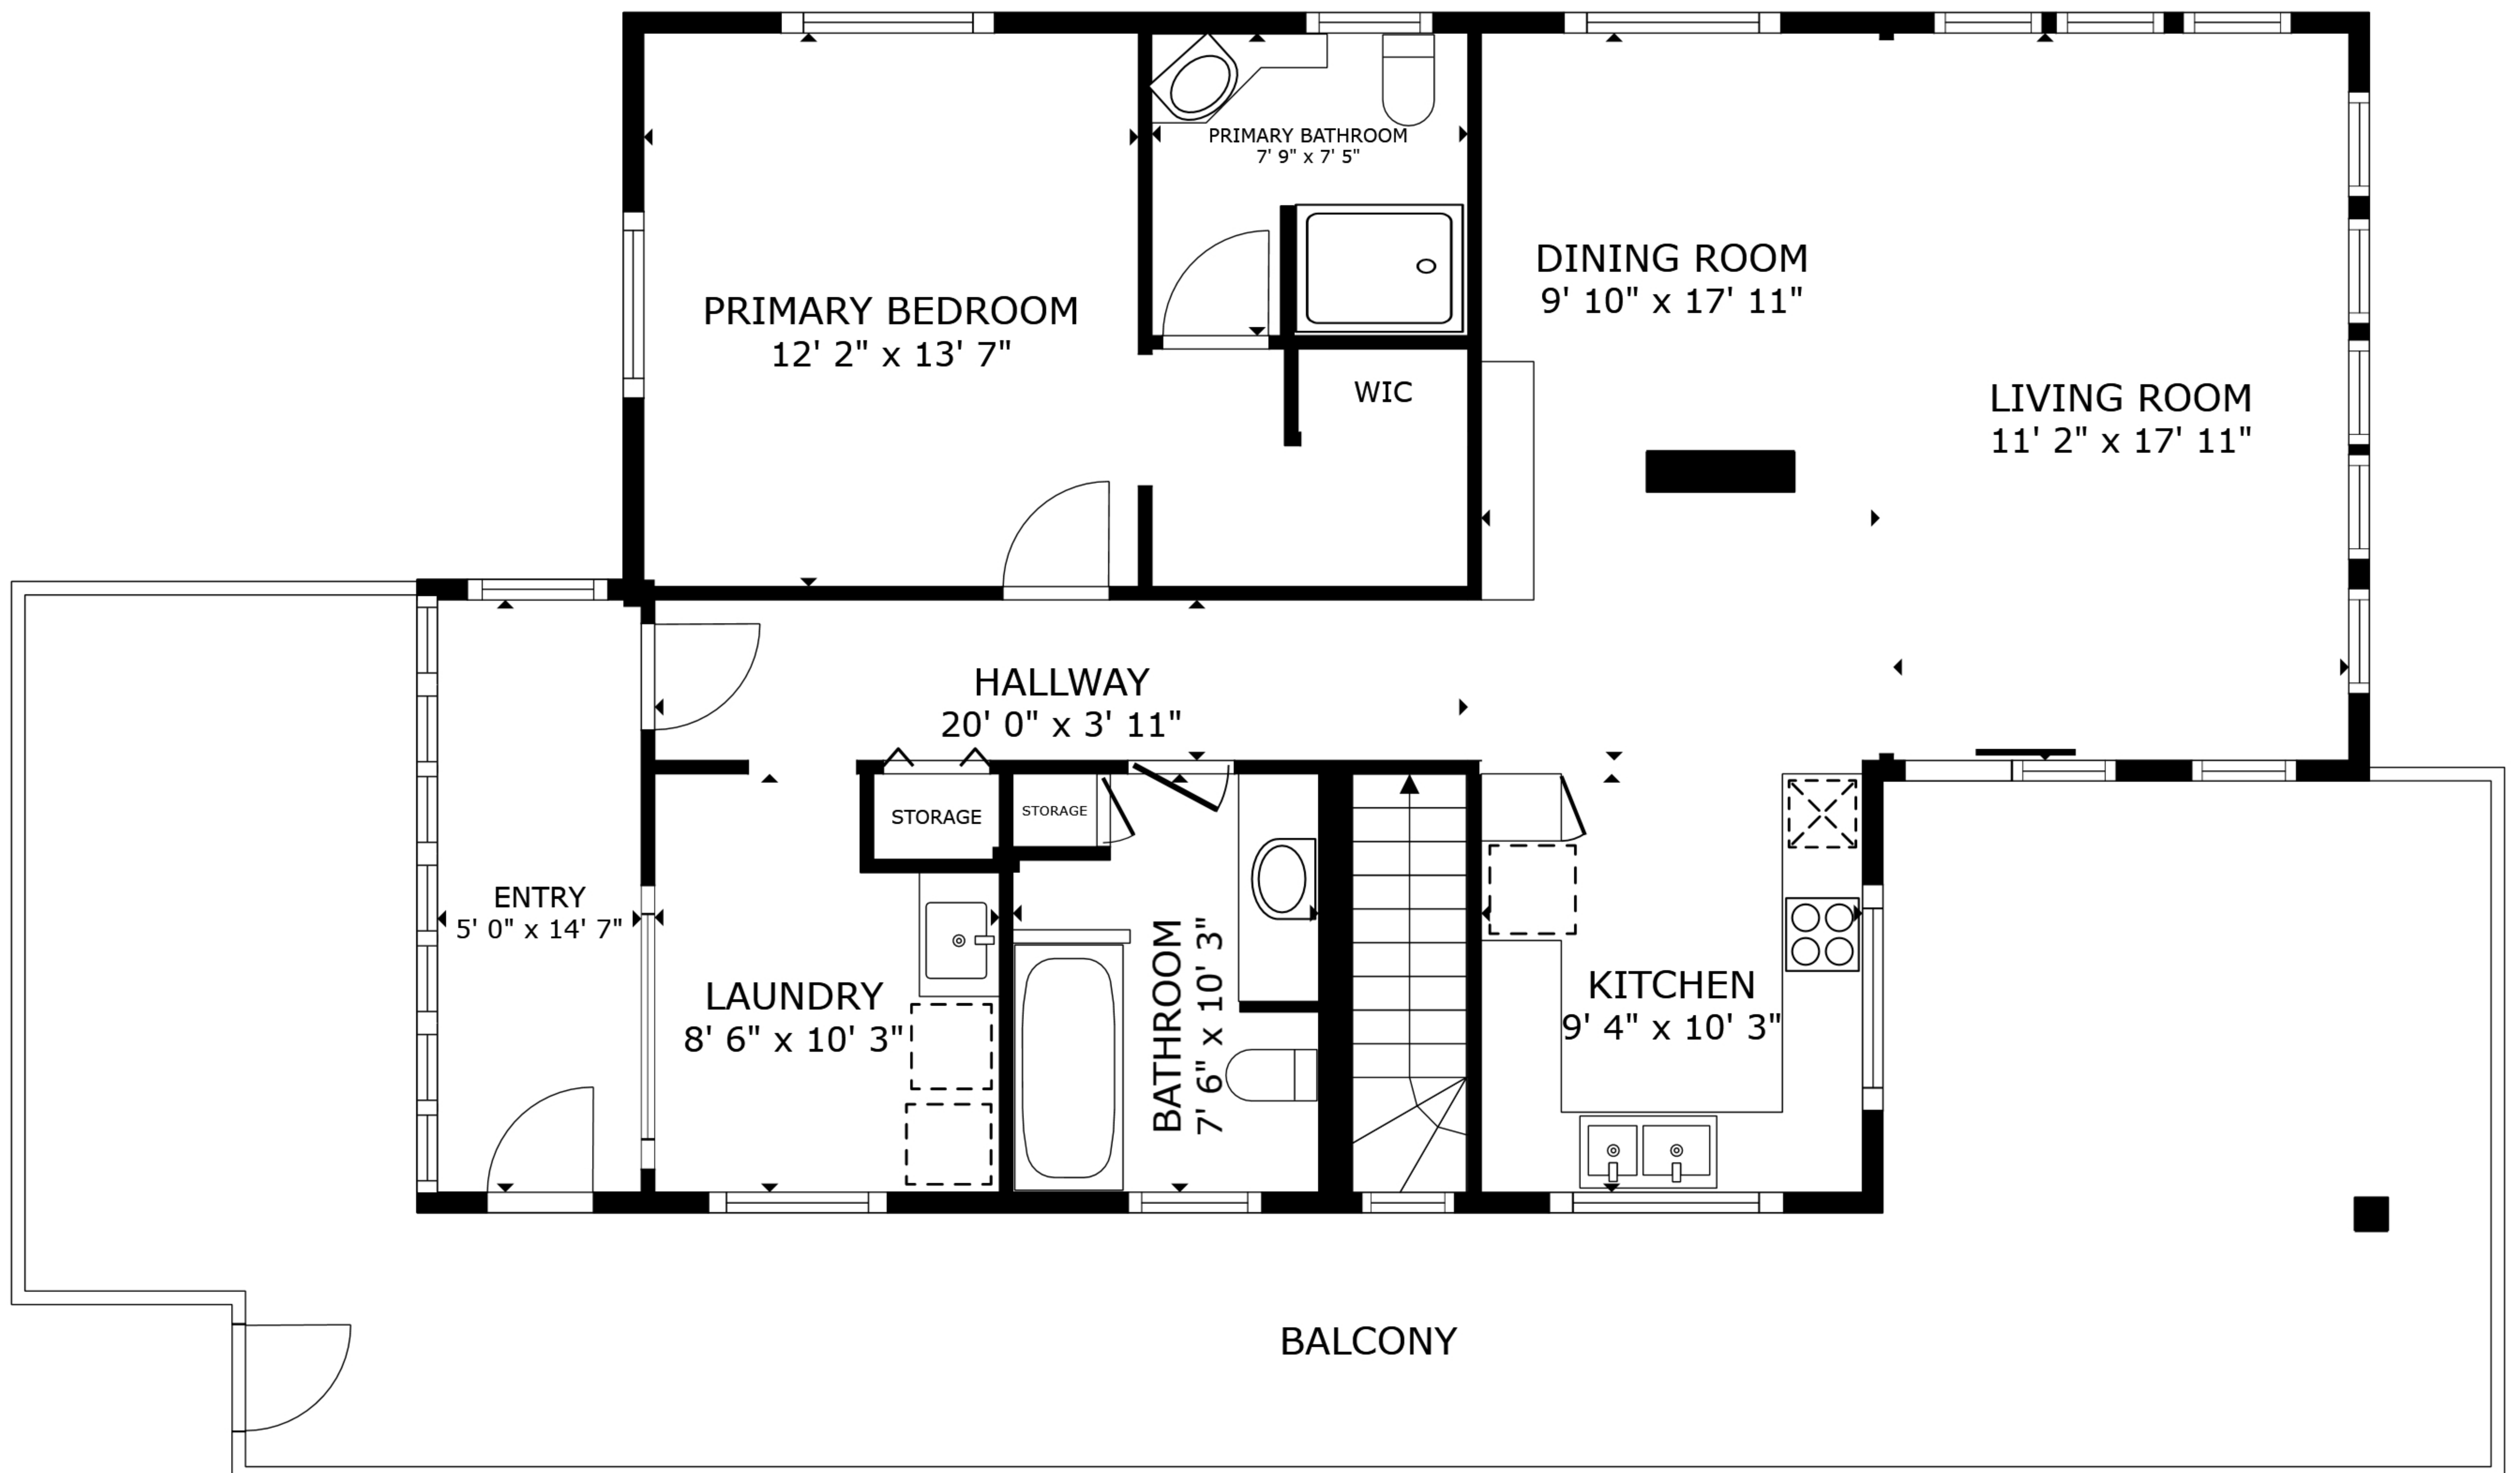 PRIMARY BATHROOM
7' 9" x 7' 5"
DINING ROOM
9' 10" x 17' 11"
PRIMARY BEDROOM
12' 2" x 13' 7"
WIC
LIVING ROOM
11' 2" x 17' 11"
HALLWAY
20' 0" x 3' 11"
STORAGE
STORAGE
ENTRY
5' 0" x 14' 7"
LAUNDRY
8' 6" x 10' 3"
BATHROOM
7' 6" x 10' 3"
KITCHEN
9' 4" x 10' 3"
BALCONY